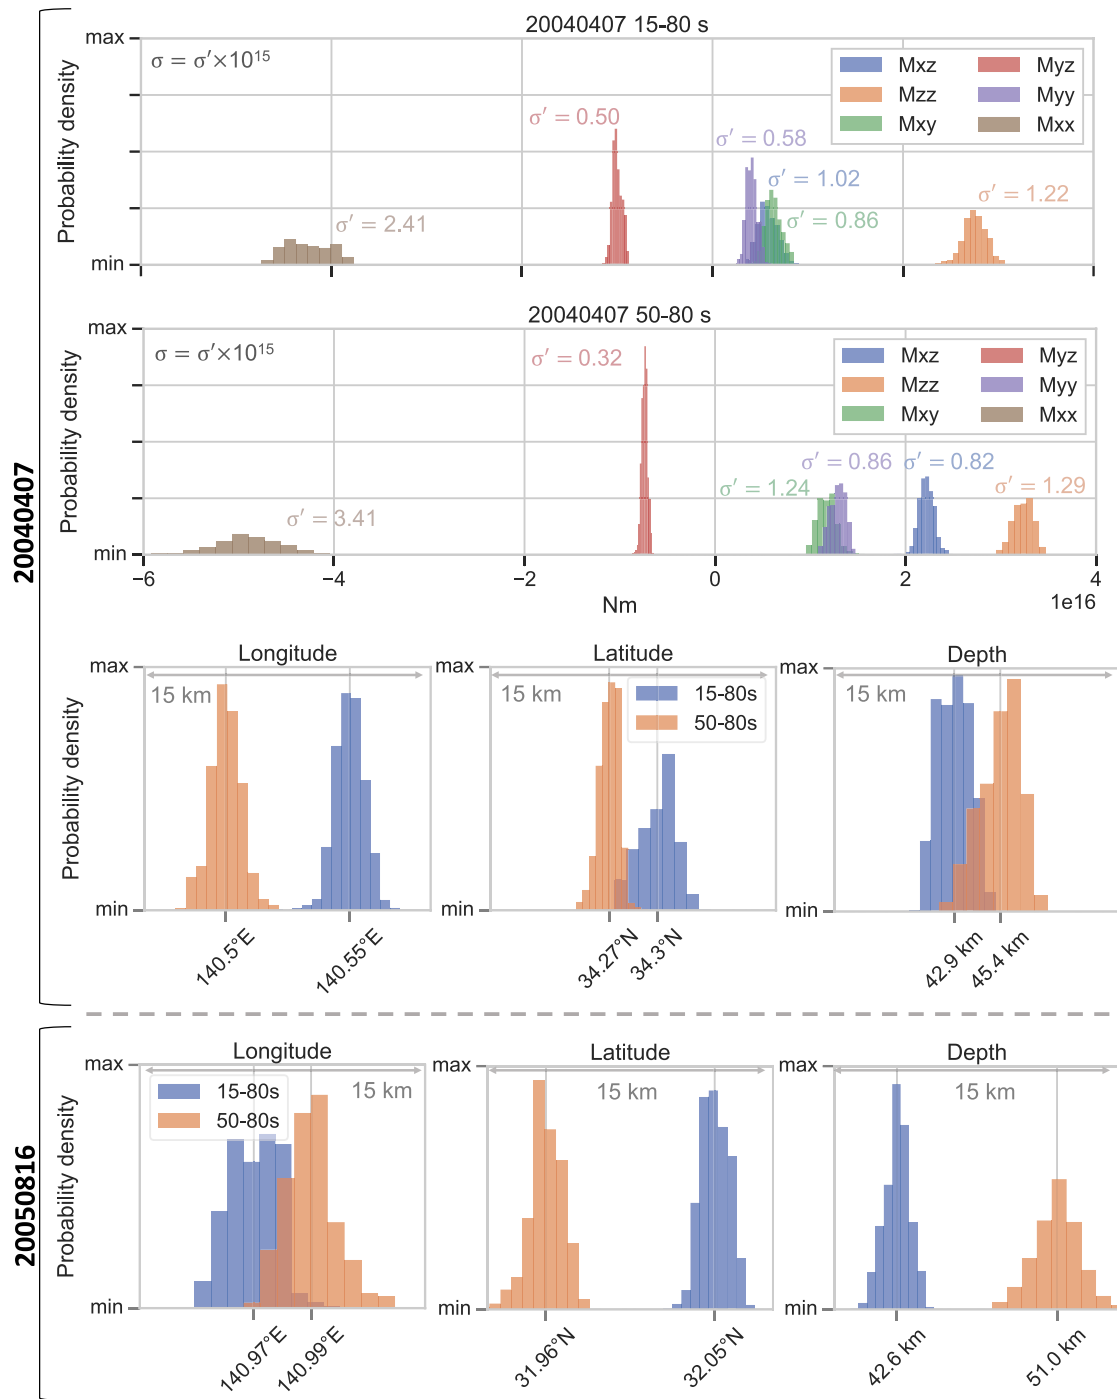 20040407 15-80 s
max
σ = σ′×10¹⁵
Probability density
min
Mxz
Mzz
Mxy
Myz
Myy
Mxx
σ′ = 0.50
σ′ = 0.58
σ′ = 1.02
σ′ = 0.86
σ′ = 1.22
σ′ = 2.41
20040407 50-80 s
max
σ = σ′×10¹⁵
Probability density
min
Mxz
Mzz
Mxy
Myz
Myy
Mxx
σ′ = 0.32
σ′ = 0.86
σ′ = 0.82
σ′ = 1.24
σ′ = 1.29
σ′ = 3.41
−6
−4
−2
0
2
4
Nm
1e16
20040407
Longitude
max
15 km
Probability density
min
140.5°E
140.55°E
Latitude
max
15 km
15-80s
50-80s
min
34.27°N
34.3°N
Depth
max
15 km
min
42.9 km
45.4 km
20050816
Longitude
max
15-80s
50-80s
15 km
Probability density
min
140.97°E
140.99°E
Latitude
max
15 km
min
31.96°N
32.05°N
Depth
max
15 km
min
42.6 km
51.0 km